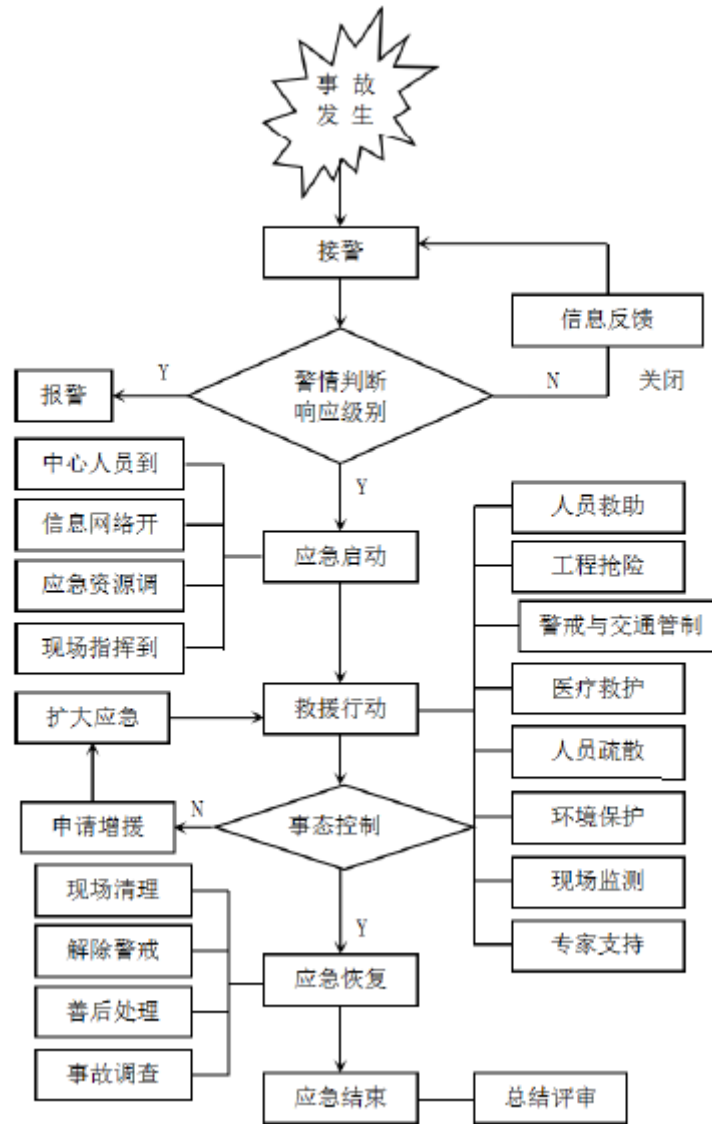 事 故
发 生
接警
信息反馈
警情判断
响应级别
Y
N
关闭
报警
Y
中心人员到
信息网络开
应急资源调
现场指挥到
应急启动
人员救助
工程抢险
警戒与交通管制
医疗救护
人员疏散
环境保护
现场监测
专家支持
扩大应急
救援行动
申请增援
N
事态控制
Y
现场清理
解除警戒
善后处理
事故调查
应急恢复
应急结束
总结评审